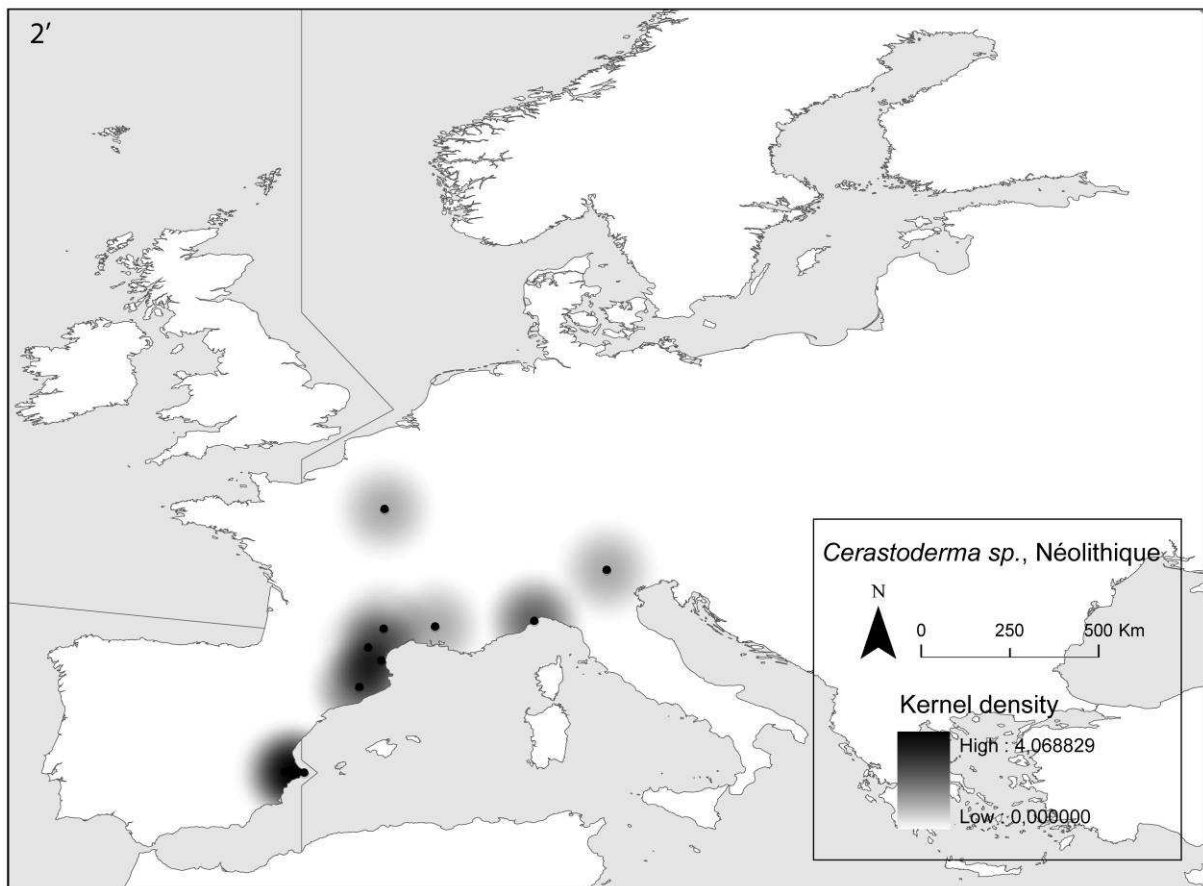 2’
Cerastoderma sp., Néolithique
N
0 250 500 Km
Kernel density
High : 4,068829
Low : 0,000000